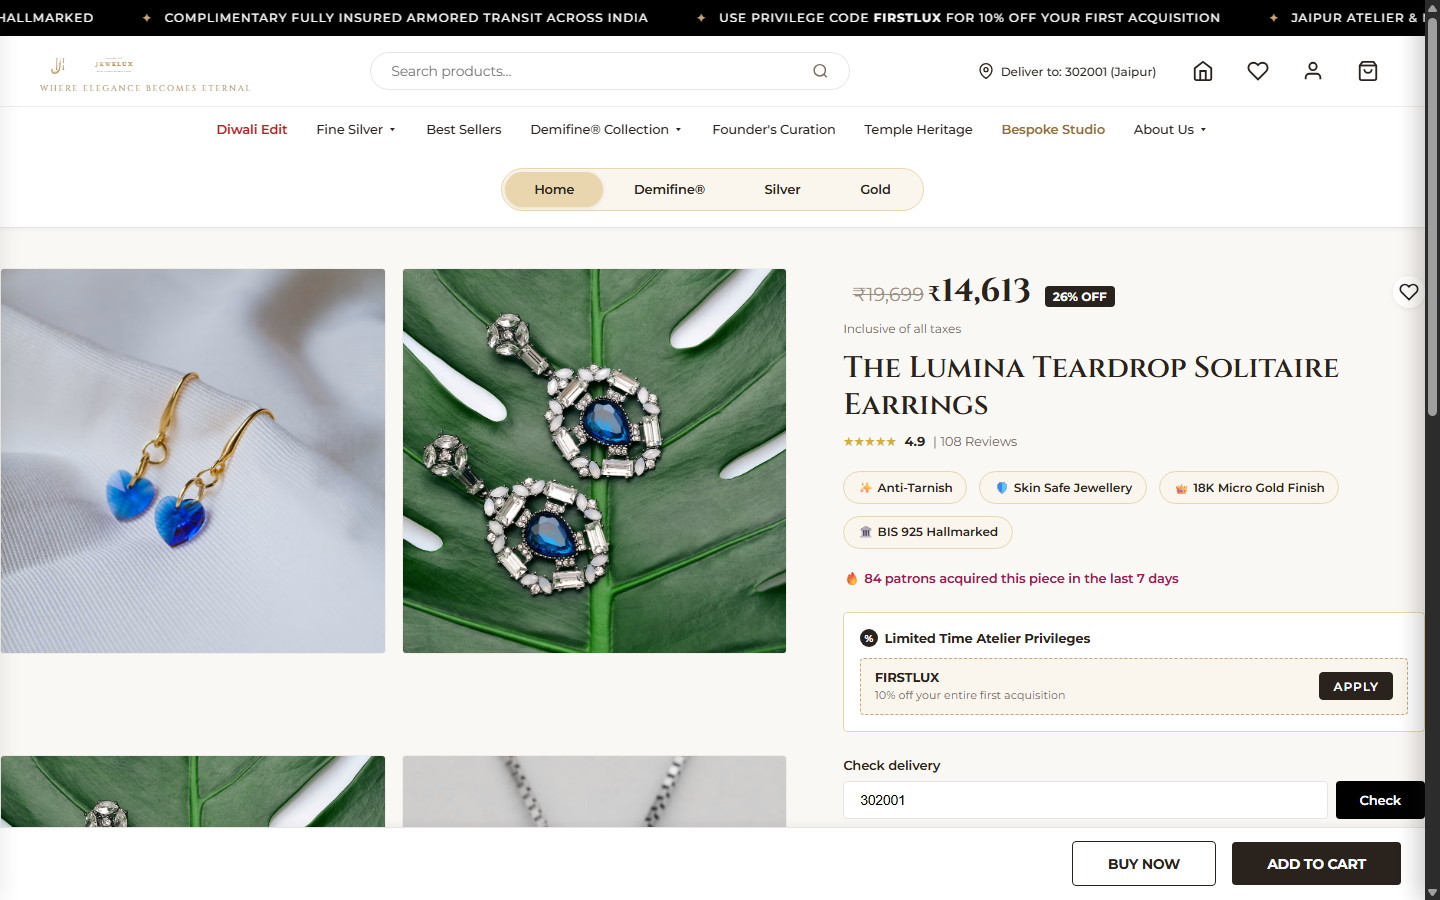 HALLMARKED ✦ COMPLIMENTARY FULLY INSURED ARMORED TRANSIT ACROSS INDIA ✦ USE PRIVILEGE CODE FIRSTLUX FOR 10% OFF YOUR FIRST ACQUISITION ✦ JAIPUR ATELIER &
JEWELUX
WHERE ELEGANCE BECOMES ETERNAL
Search products...
Deliver to: 302001 (Jaipur)
Diwali Edit Fine Silver Best Sellers Demifine® Collection Founder's Curation Temple Heritage Bespoke Studio About Us
Home Demifine® Silver Gold
₹19,699 ₹14,613 26% OFF
Inclusive of all taxes
The Lumina Teardrop Solitaire
Earrings
★★★★★ 4.9 | 108 Reviews
Anti-Tarnish Skin Safe Jewellery 18K Micro Gold Finish
BIS 925 Hallmarked
84 patrons acquired this piece in the last 7 days
% Limited Time Atelier Privileges
FIRSTLUX
10% off your entire first acquisition
APPLY
Check delivery
302001
Check
BUY NOW
ADD TO CART